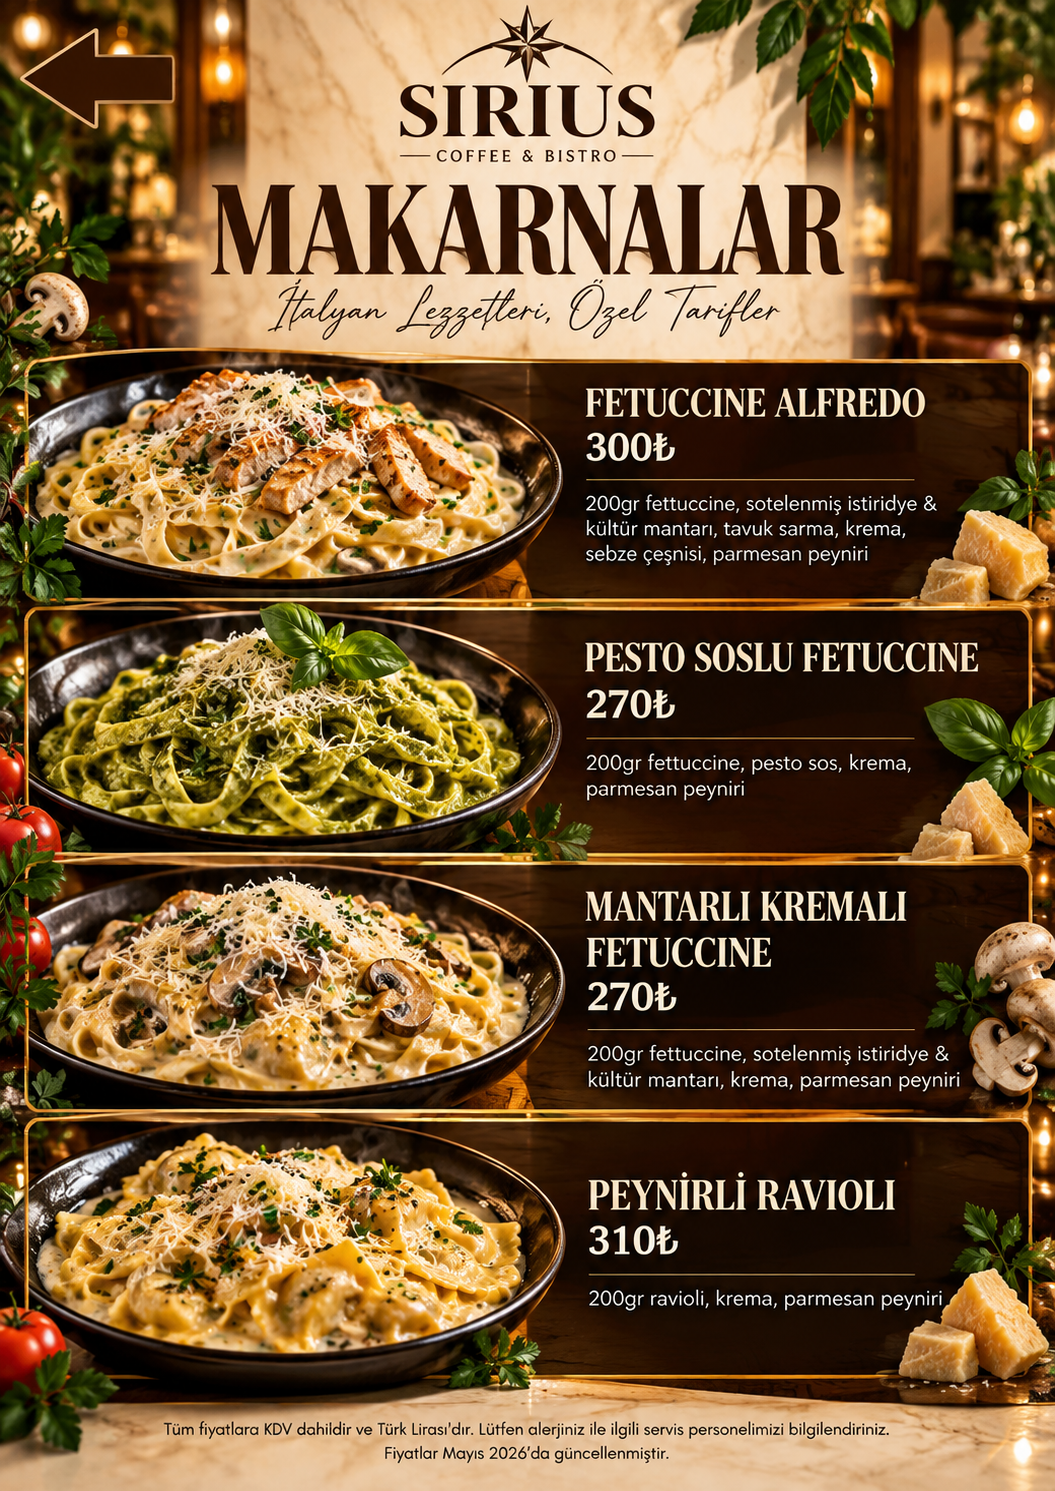 SIRIUS
COFFEE & BISTRO
MAKARNALAR
İtalyan Lezzetleri, Özel Tarifler
FETUCCINE ALFREDO
300₺
200gr fettuccine, sotelenmiş istiridye &
kültür mantarı, tavuk sarma, krema,
sebze çeşnisi, parmesan peyniri
PESTO SOSLU FETUCCINE
270₺
200gr fettuccine, pesto sos, krema,
parmesan peyniri
MANTARLI KREMALI
FETUCCINE
270₺
200gr fettuccine, sotelenmiş istiridye &
kültür mantarı, krema, parmesan peyniri
PEYNİRLİ RAVIOLI
310₺
200gr ravioli, krema, parmesan peyniri
Tüm fiyatlara KDV dahildir ve Türk Lirası'dır. Lütfen alerjiniz ile ilgili servis personelimizi bilgilendiriniz.
Fiyatlar Mayıs 2026'da güncellenmiştir.